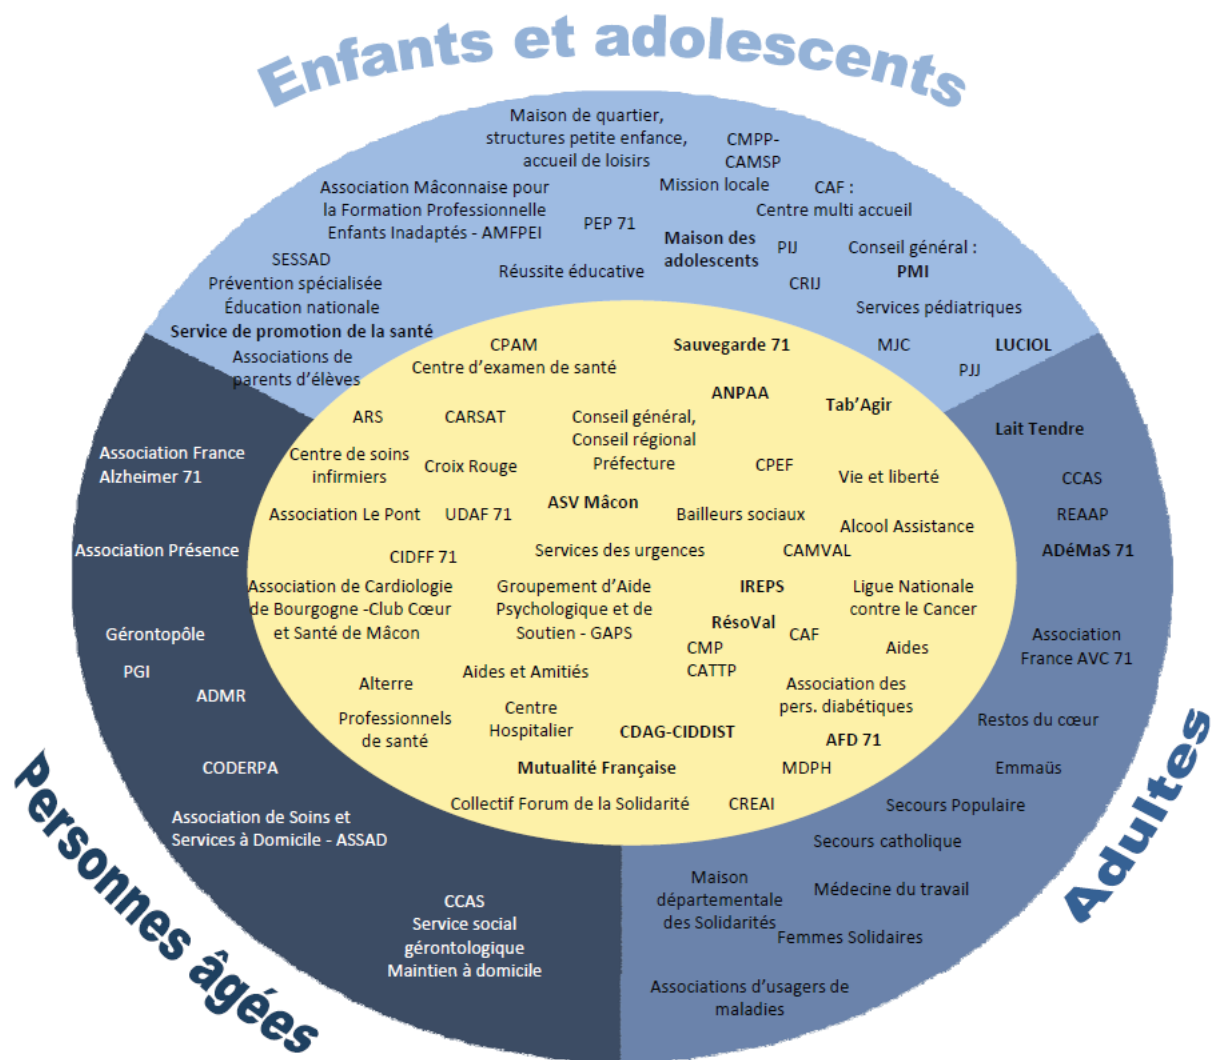 Enfants et adolescents
Maison de quartier,
structures petite enfance,
accueil de loisirs
CMPP-
CAMSP
Mission locale
CAF :
Centre multi accueil
Association Mâconnaise pour
la Formation Professionnelle
Enfants Inadaptés - AMFPEI
PEP 71
Maison des
adolescents
PIJ
Conseil général :
PMI
SESSAD
Prévention spécialisée
Éducation nationale
Service de promotion de la santé
Associations de
parents d'élèves
Réussite éducative
CRIJ
Services pédiatriques
MJC
LUCIOL
PJJ
CPAM
Centre d'examen de santé
Sauvegarde 71
ANPAA
Tab'Agir
ARS
CARSAT
Conseil général,
Conseil régional
Préfecture
Centre de soins
infirmiers
Croix Rouge
CPEF
Vie et liberté
ASV Mâcon
Association Le Pont
UDAF 71
Bailleurs sociaux
Alcool Assistance
CIDFF 71
Services des urgences
CAMVAL
Association de Cardiologie
de Bourgogne -Club Cœur
et Santé de Mâcon
Groupement d'Aide
Psychologique et de
Soutien - GAPS
IREPS
Ligue Nationale
contre le Cancer
RésoVal
CMP
CATTP
CAF
Aides
Alterre
Aides et Amitiés
Association des
pers. diabétiques
Professionnels
de santé
Centre
Hospitalier
CDAG-CIDDIST
AFD 71
Mutualité Française
MDPH
Collectif Forum de la Solidarité
CREAI
Lait Tendre
CCAS
REAAP
ADéMaS 71
Association
France AVC 71
Restos du cœur
Emmaüs
Secours Populaire
Secours catholique
Maison
départementale
des Solidarités
Médecine du travail
Femmes Solidaires
Associations d'usagers de
maladies
Adultes
Association France
Alzheimer 71
Association Présence
Gérontopôle
PGI
ADMR
CODERPA
Association de Soins et
Services à Domicile - ASSAD
CCAS
Service social
gérontologique
Maintien à domicile
Personnes âgées